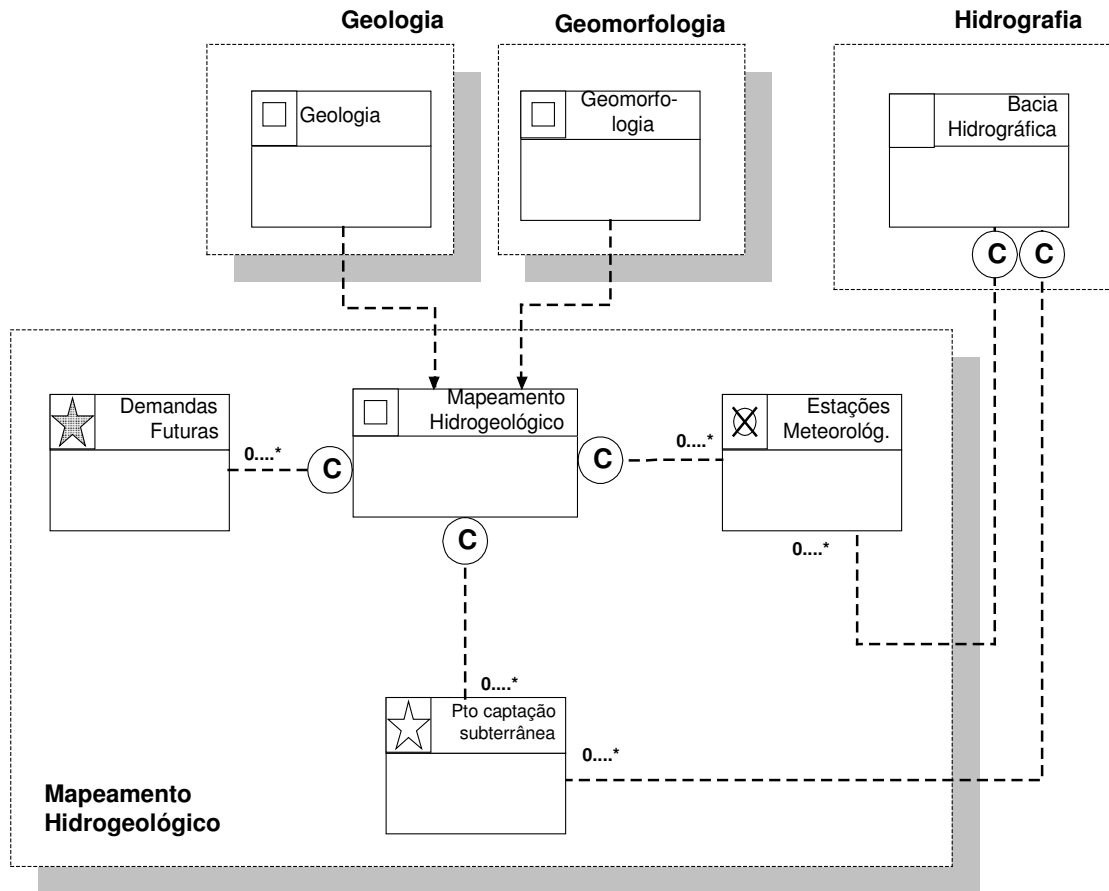 Geologia
Geomorfologia
Hidrografia
Geologia
Geomorfo-
logia
Bacia
Hidrográfica
C
C
Demandas
Futuras
Mapeamento
Hidrogeológico
Estações
Meteorológ.
0....*
C
C
0....*
C
0....*
0....*
Pto captação
subterrânea
0....*
Mapeamento
Hidrogeológico